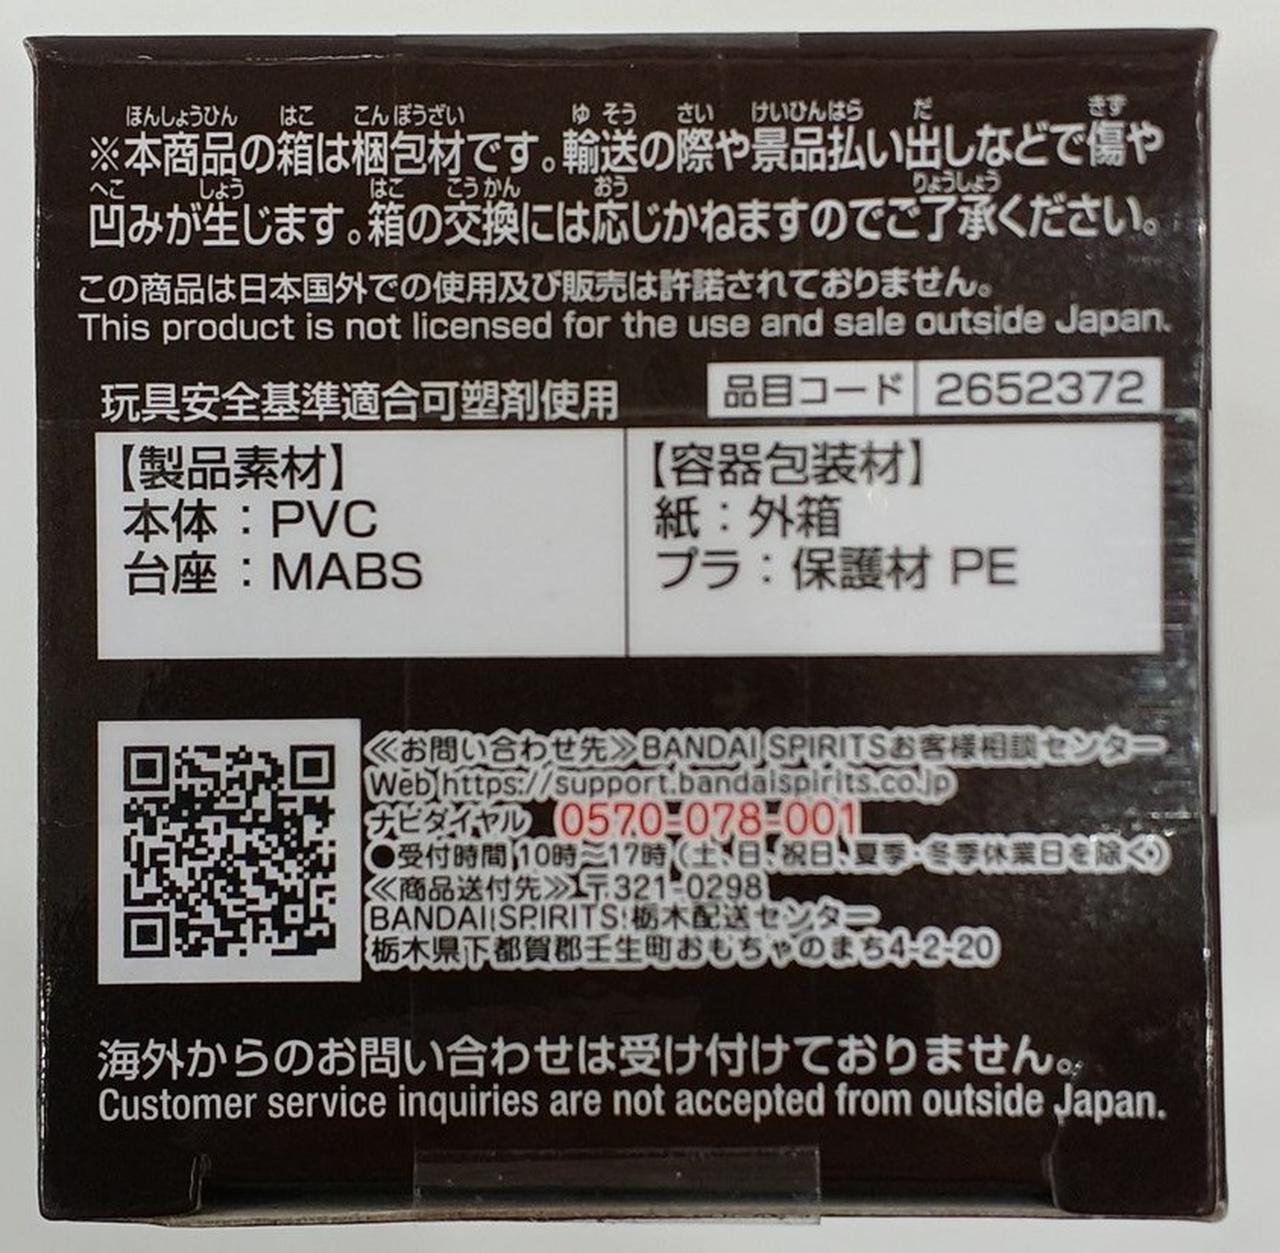 ほんしょうひん はこ こんぽうざい ゆ そう さい けいひんはら だ きず
※本商品の箱は梱包材です。輸送の際や景品払い出しなどで傷や
へこ しょう はこ こうかん おう りょうしょう
凹みが生じます。箱の交換には応じかねますのでご了承ください。
この商品は日本国外での使用及び販売は許諾されておりません。
This product is not licensed for the use and sale outside Japan.
玩具安全基準適合可塑剤使用
品目コード 2652372
【製品素材】
本体：PVC
台座：MABS
【容器包装材】
紙：外箱
プラ：保護材 PE
≪お問い合わせ先≫BANDAI SPIRITSお客様相談センター
Web https://support.bandaispirits.co.jp
ナビダイヤル 0570-078-001
●受付時間 10時～17時（土、日、祝日、夏季・冬季休業日を除く）
≪商品送付先≫〒321-0298
BANDAI SPIRITS 栃木配送センター
栃木県下都賀郡壬生町おもちゃのまち4-2-20
海外からのお問い合わせは受け付けておりません。
Customer service inquiries are not accepted from outside Japan.